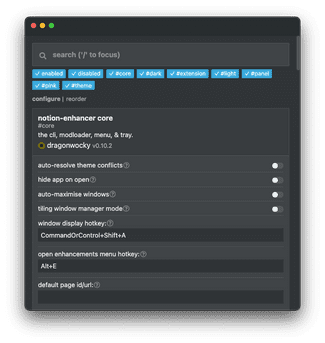 search ('/' to focus)
enabled disabled #core #dark #extension #light #panel
#pink #theme
configure | reorder
notion-enhancer core
#core
the cli, modloader, menu, & tray.
dragonwocky v0.10.2
auto-resolve theme conflicts
hide app on open
auto-maximise windows
tiling window manager mode
window display hotkey:
CommandOrControl+Shift+A
open enhancements menu hotkey:
Alt+E
default page id/url: